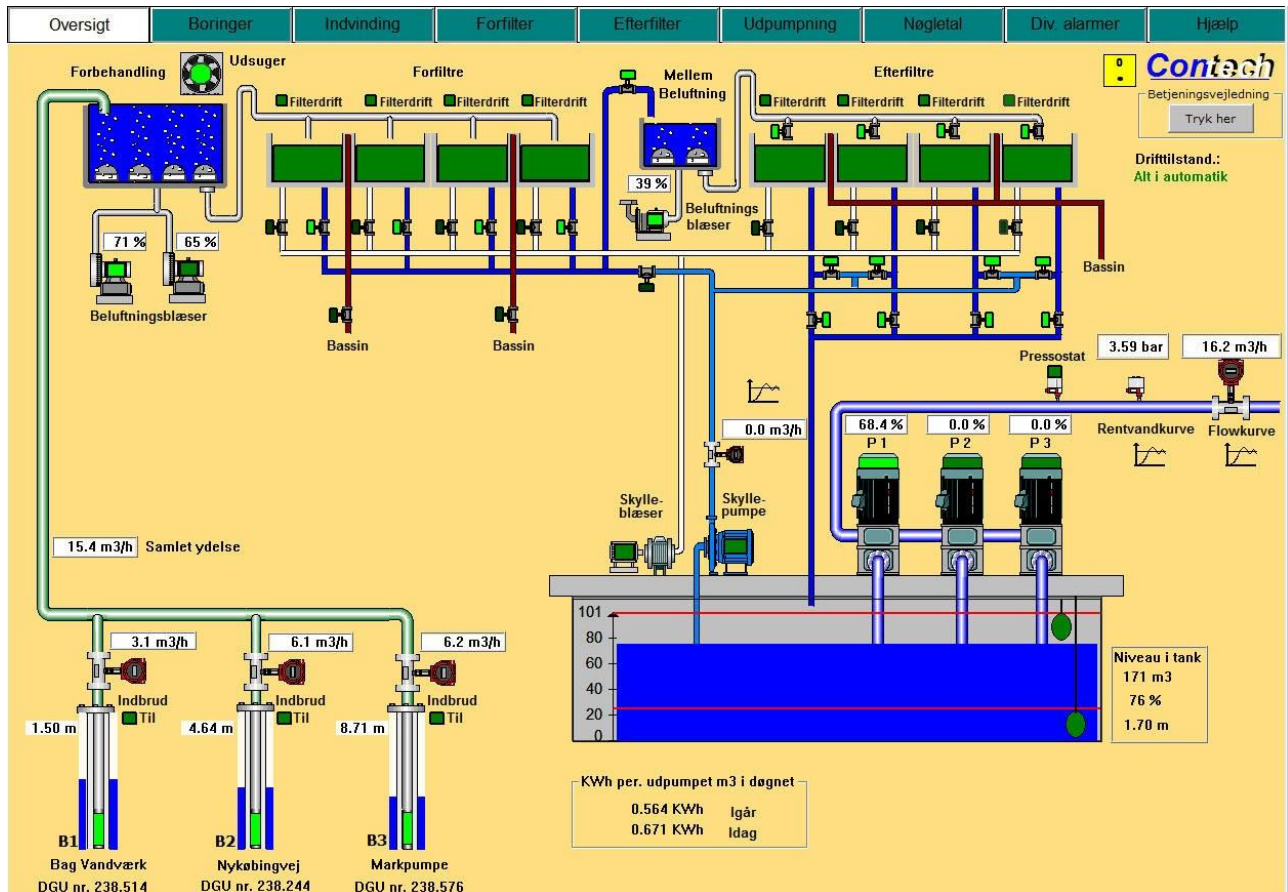 Oversigt
Boringer
Indvinding
Forfilter
Efterfilter
Udpumpning
Nøgletal
Div. alarmer
Hjælp
Forbehandling
Udsuger
Forfiltre
Mellem
Beluftning
Efterfiltre
0
Contech
Betjeningsvejledning
Tryk her
Filterdrift
Filterdrift
Filterdrift
Filterdrift
Filterdrift
Filterdrift
Filterdrift
Filterdrift
Drifttilstand.:
Alt i automatik
39 %
Beluftnings
blæser
71 %
65 %
Beluftningsblæser
Bassin
Bassin
Bassin
Pressostat
3.59 bar
16.2 m3/h
Rentvandkurve
Flowkurve
0.0 m3/h
68.4 %
0.0 %
0.0 %
P 1
P 2
P 3
Skylle-
blæser
Skylle-
pumpe
15.4 m3/h
Samlet ydelse
101
80
60
40
20
0
Niveau i tank
171 m3
76 %
1.70 m
3.1 m3/h
6.1 m3/h
6.2 m3/h
Indbrud
Til
Indbrud
Til
Indbrud
Til
1.50 m
4.64 m
8.71 m
KWh per. udpumpet m3 i døgnet
0.564 KWh Igår
0.671 KWh Idag
B1
B2
B3
Bag Vandværk
DGU nr. 238.514
Nykøbingvej
DGU nr. 238.244
Markpumpe
DGU nr. 238.576